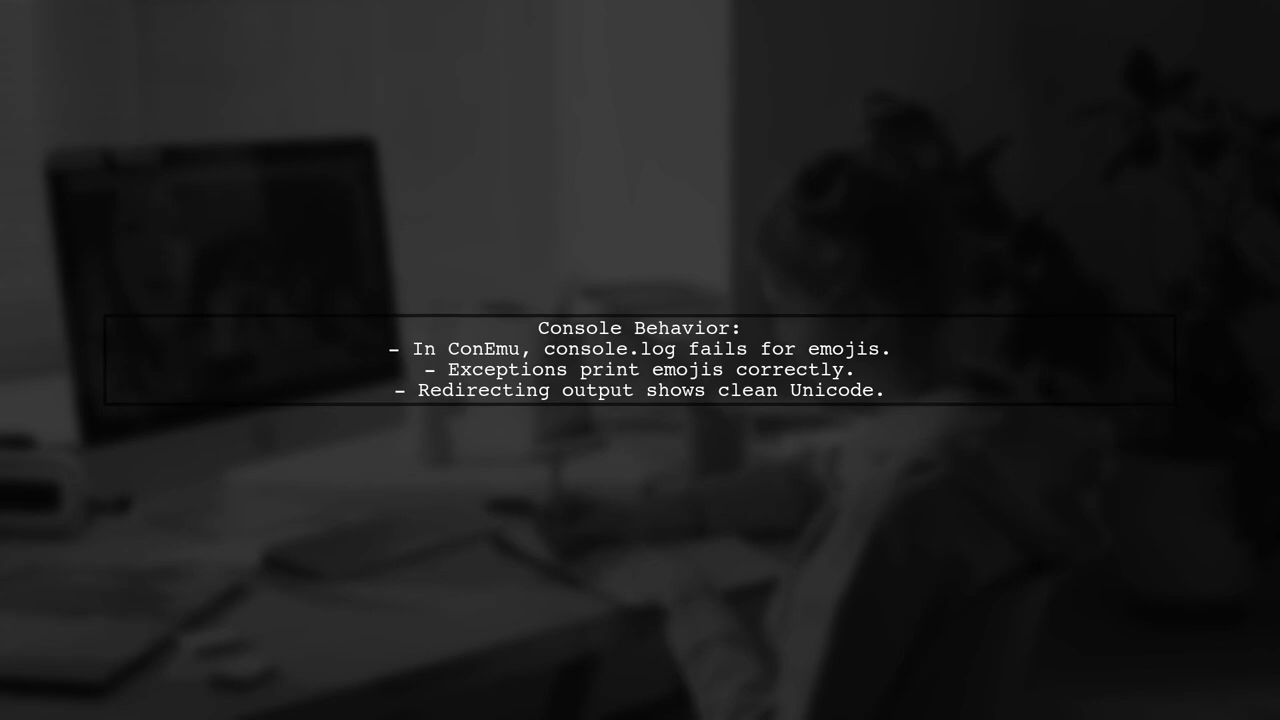 Console Behavior:
- In ConEmu, console.log fails for emojis.
- Exceptions print emojis correctly.
- Redirecting output shows clean Unicode.